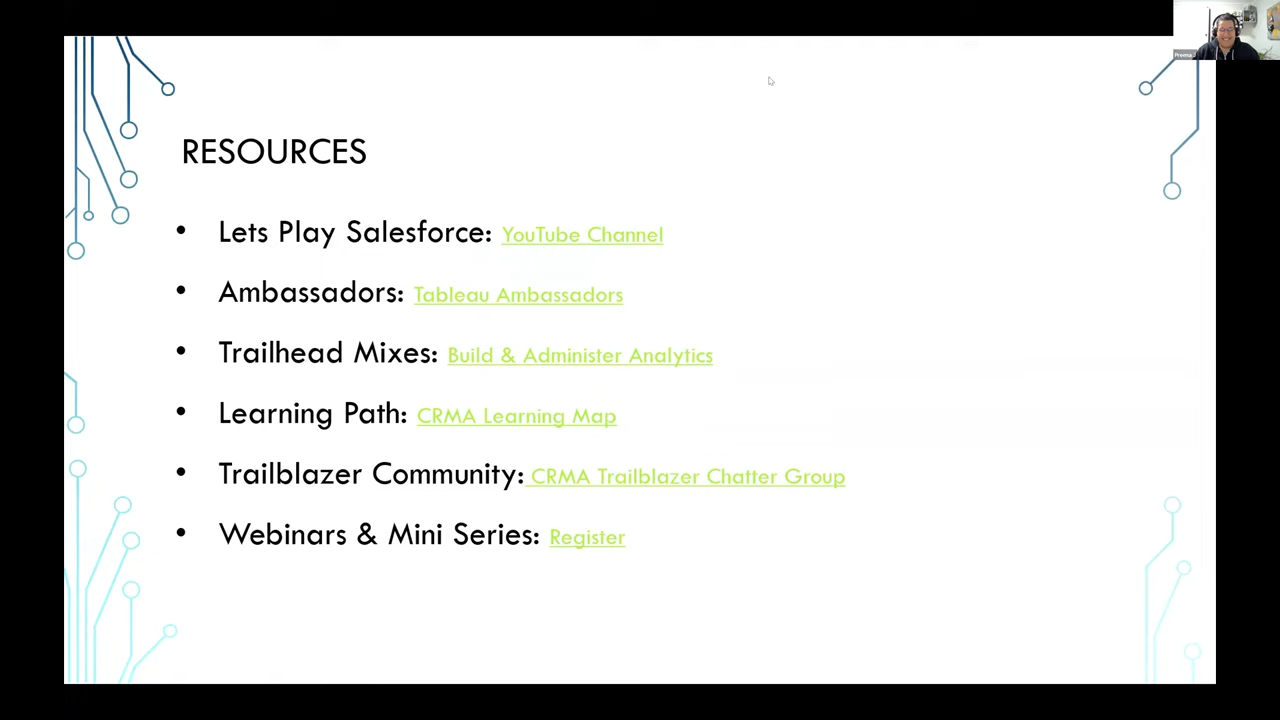 RESOURCES
• Lets Play Salesforce: YouTube Channel
• Ambassadors: Tableau Ambassadors
• Trailhead Mixes: Build & Administer Analytics
• Learning Path: CRMA Learning Map
• Trailblazer Community: CRMA Trailblazer Chatter Group
• Webinars & Mini Series: Register